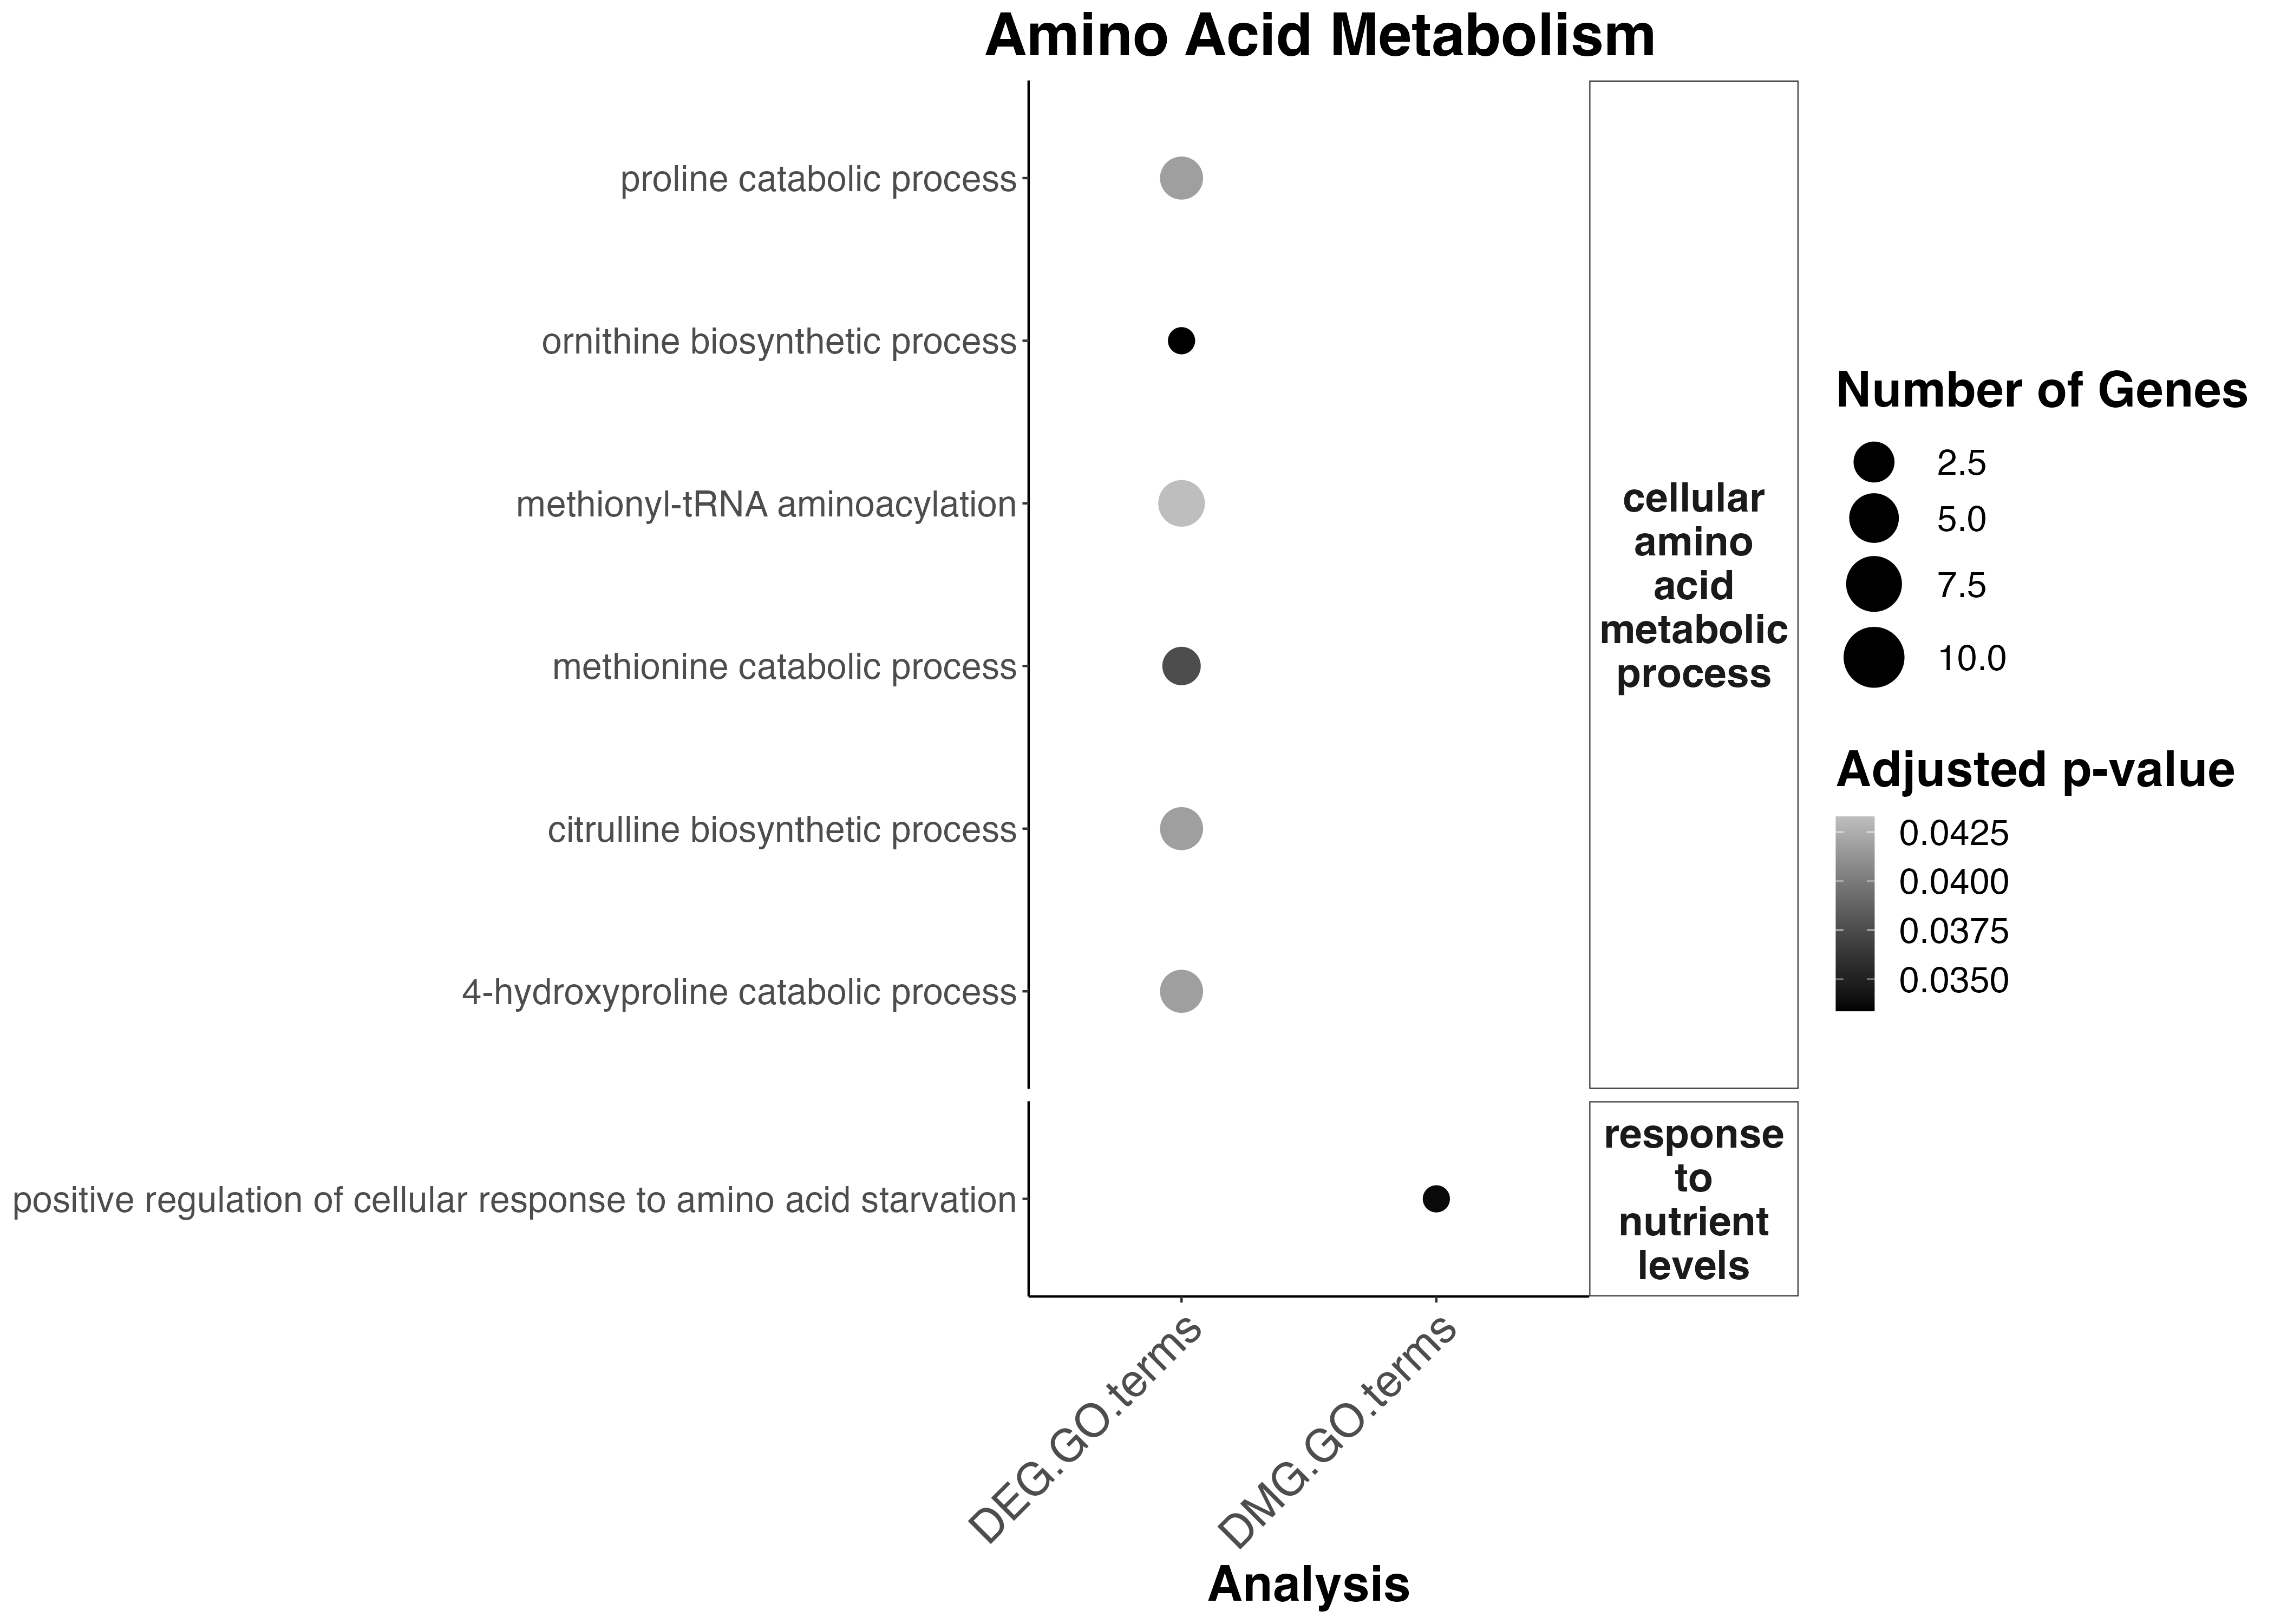 Amino Acid Metabolism
proline catabolic process
ornithine biosynthetic process
methionyl-tRNA aminoacylation
methionine catabolic process
citrulline biosynthetic process
4-hydroxyproline catabolic process
positive regulation of cellular response to amino acid starvation
cellular
amino
acid
metabolic
process
response
to
nutrient
levels
DEG.GO.terms
DMG.GO.terms
Analysis
Number of Genes
2.5
5.0
7.5
10.0
Adjusted p-value
0.0425
0.0400
0.0375
0.0350